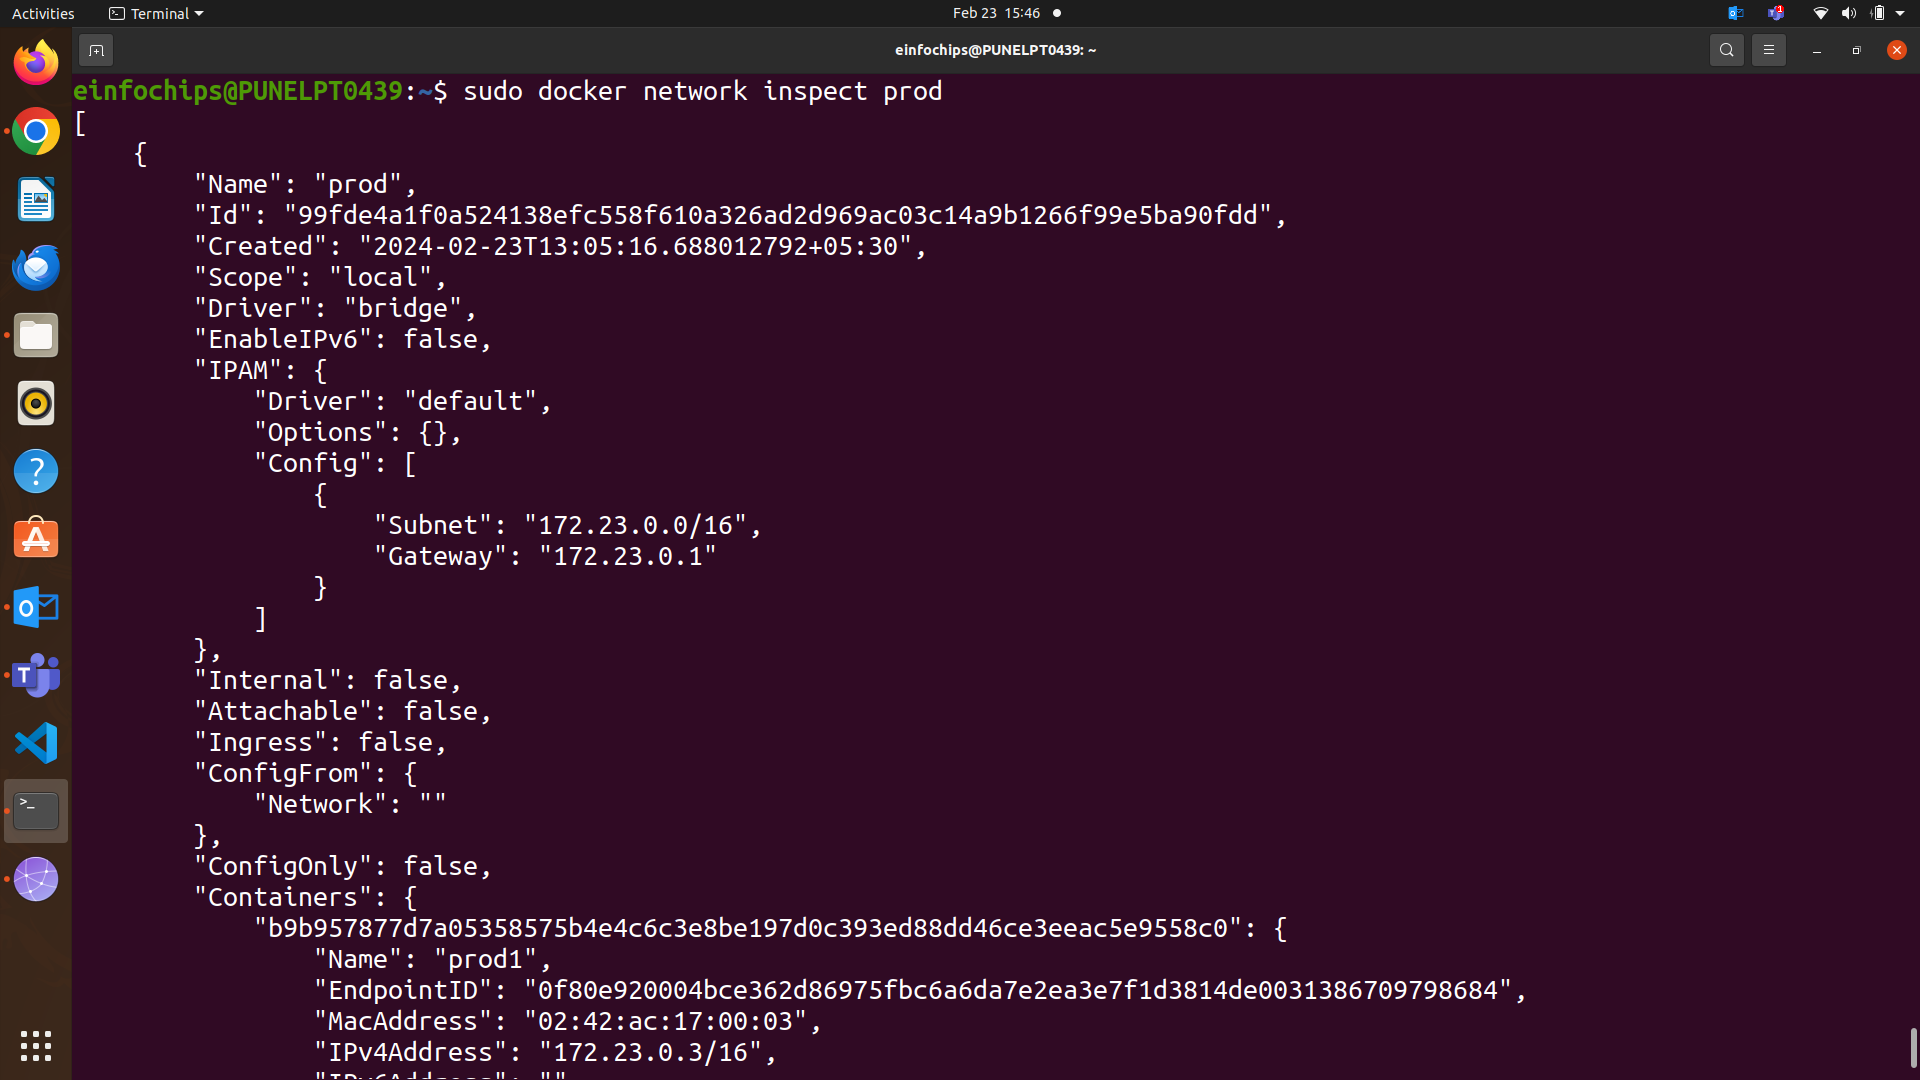 Activities
Terminal
Feb 23 15:46
einfochips@PUNELPT0439: ~
einfochips@PUNELPT0439:~$ sudo docker network inspect prod
[
    {
        "Name": "prod",
        "Id": "99fde4a1f0a524138efc558f610a326ad2d969ac03c14a9b1266f99e5ba90fdd",
        "Created": "2024-02-23T13:05:16.688012792+05:30",
        "Scope": "local",
        "Driver": "bridge",
        "EnableIPv6": false,
        "IPAM": {
            "Driver": "default",
            "Options": {},
            "Config": [
                {
                    "Subnet": "172.23.0.0/16",
                    "Gateway": "172.23.0.1"
                }
            ]
        },
        "Internal": false,
        "Attachable": false,
        "Ingress": false,
        "ConfigFrom": {
            "Network": ""
        },
        "ConfigOnly": false,
        "Containers": {
            "b9b957877d7a05358575b4e4c6c3e8be197d0c393ed88dd46ce3eeac5e9558c0": {
                "Name": "prod1",
                "EndpointID": "0f80e920004bce362d86975fbc6a6da7e2ea3e7f1d3814de0031386709798684",
                "MacAddress": "02:42:ac:17:00:03",
                "IPv4Address": "172.23.0.3/16",
                "IPv6Address": ""